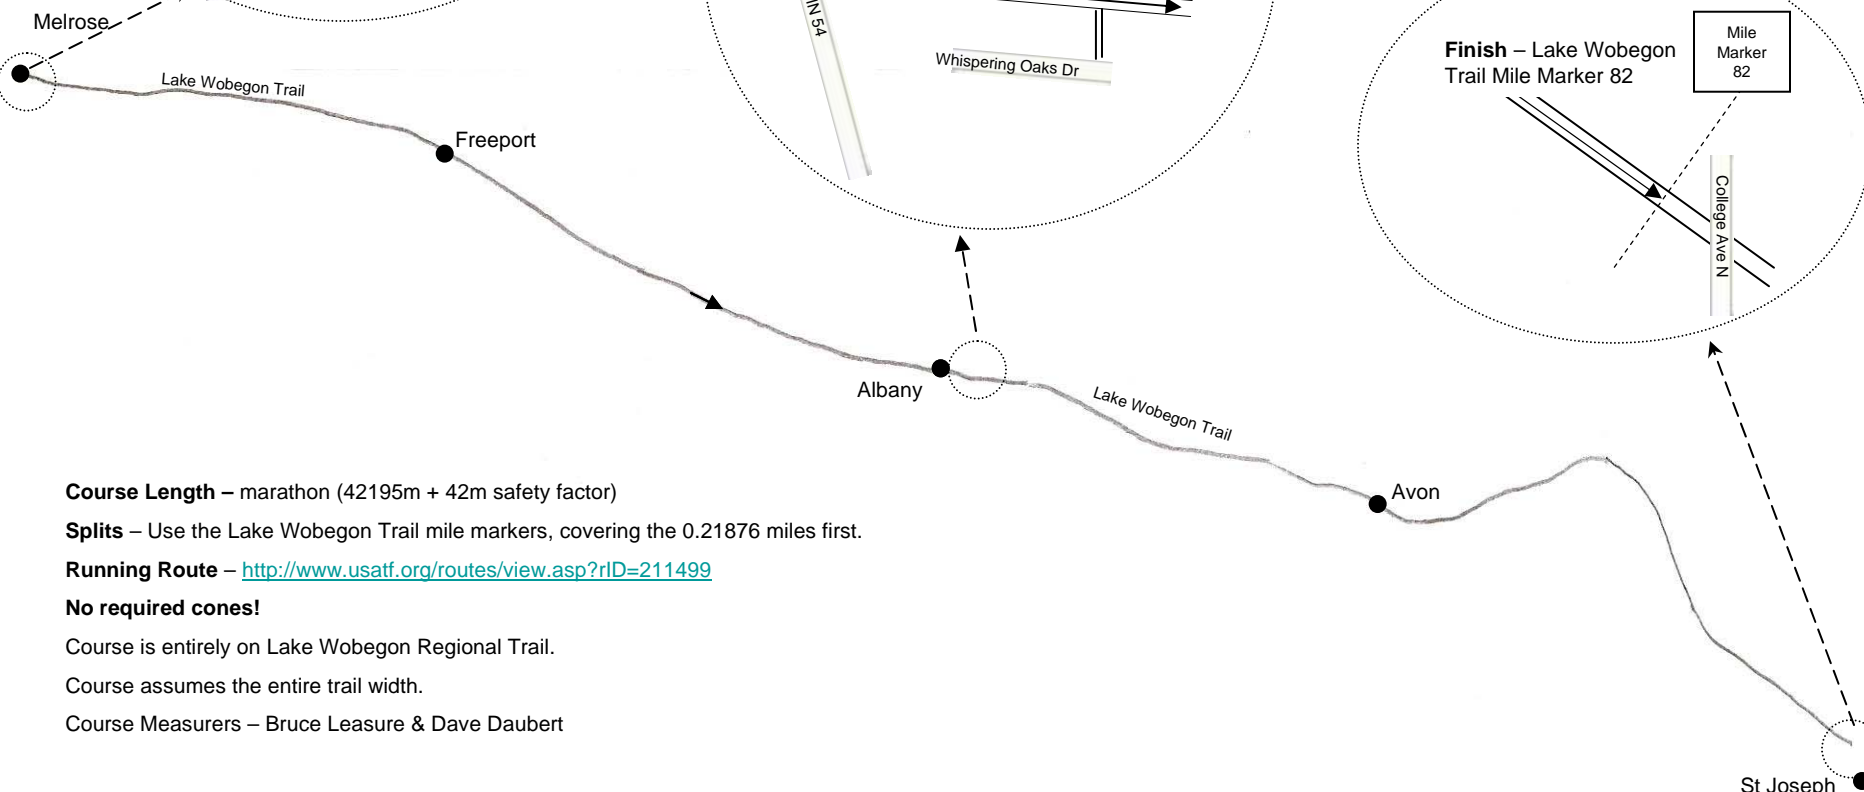 Melrose
Lake Wobegon Trail
Freeport
IN 54
Whispering Oaks Dr
Finish – Lake Wobegon
Trail Mile Marker 82
Mile
Marker
82
College Ave N
Albany
Lake Wobegon Trail
Avon
Course Length – marathon (42195m + 42m safety factor)
Splits – Use the Lake Wobegon Trail mile markers, covering the 0.21876 miles first.
Running Route – http://www.usatf.org/routes/view.asp?rID=211499
No required cones!
Course is entirely on Lake Wobegon Regional Trail.
Course assumes the entire trail width.
Course Measurers – Bruce Leasure & Dave Daubert
St Joseph